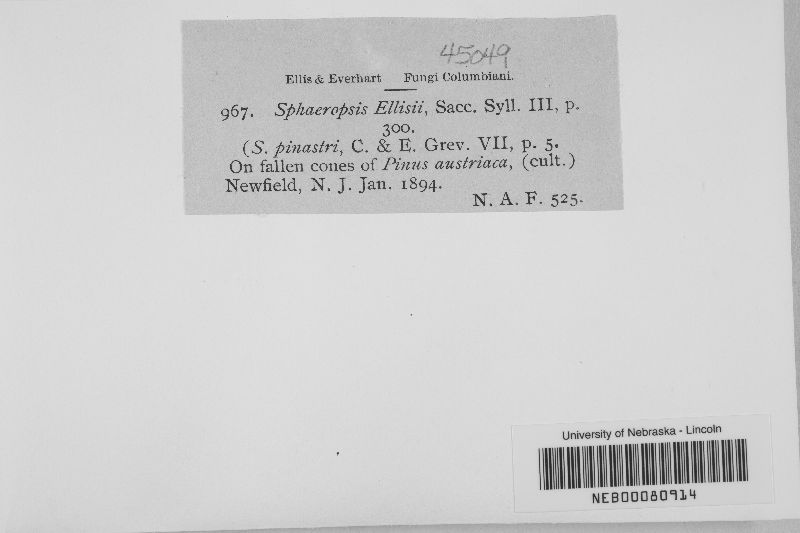 45049
Ellis & Everhart Fungi Columbiani.
967. Sphaeropsis Ellisii, Sacc. Syll. III, p.
300.
(S. pinastri, C. & E. Grev. VII, p. 5.
On fallen cones of Pinus austriaca, (cult.)
Newfield, N. J. Jan. 1894.
N. A. F. 525.
University of Nebraska - Lincoln
NEB00080914